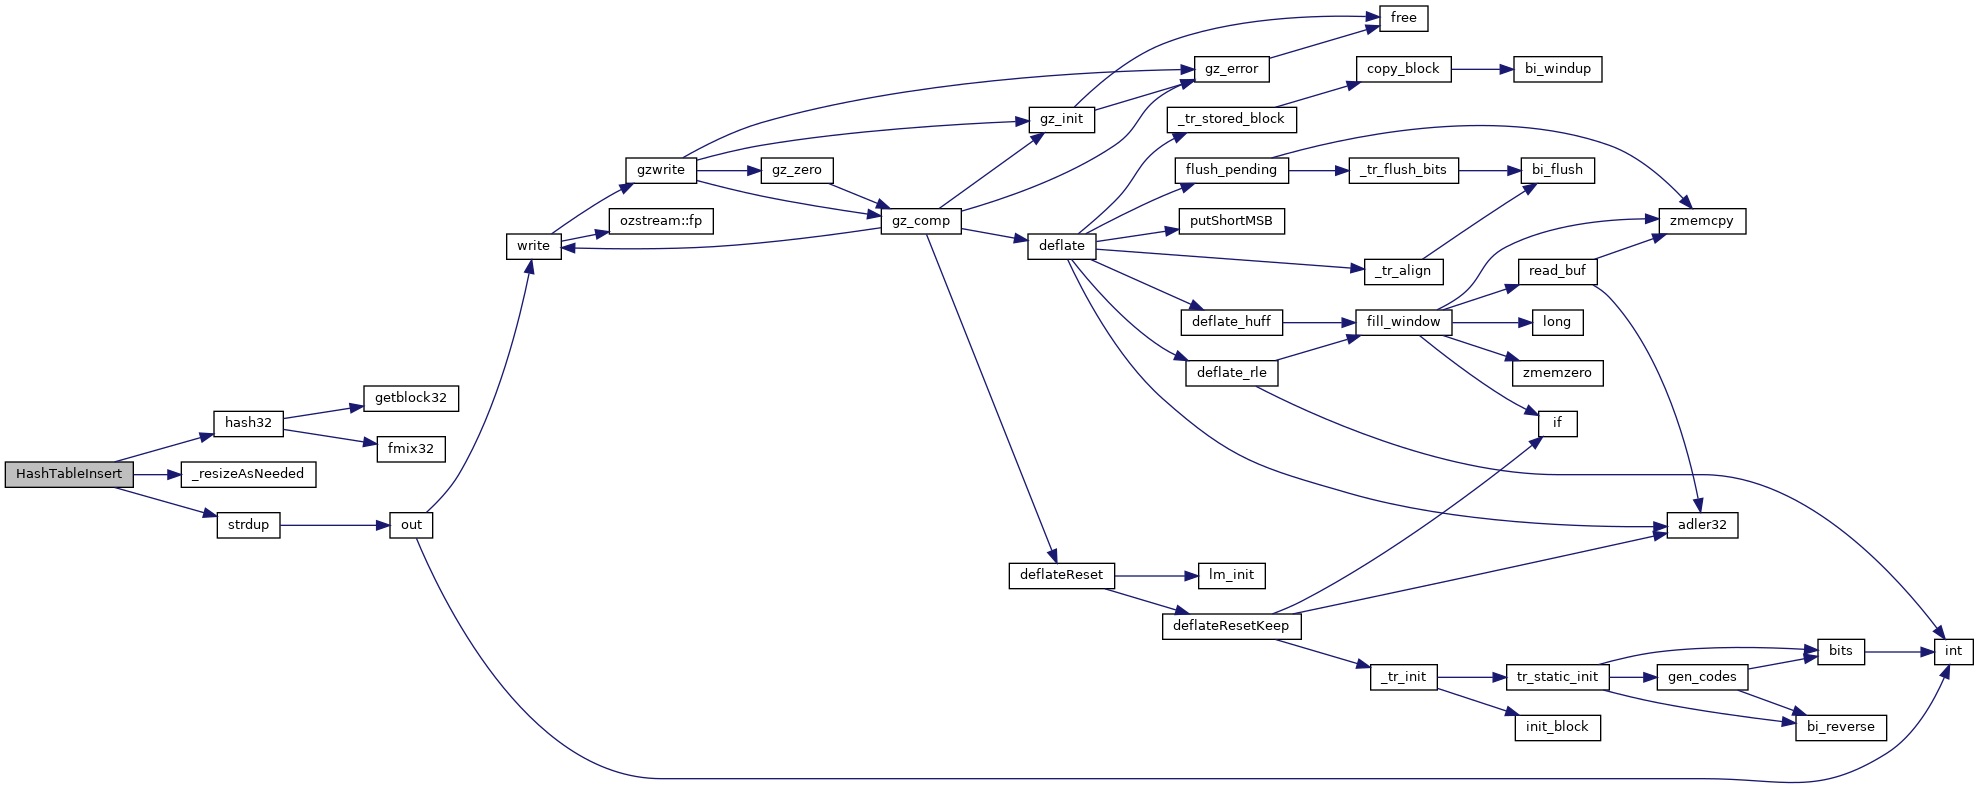 HashTableInsert
hash32
getblock32
fmix32
_resizeAsNeeded
strdup
out
write
gzwrite
ozstream::fp
gz_zero
gz_comp
gz_init
gz_error
free
deflate
_tr_stored_block
copy_block
bi_windup
flush_pending
_tr_flush_bits
bi_flush
zmemcpy
putShortMSB
_tr_align
deflate_huff
fill_window
read_buf
long
zmemzero
deflate_rle
if
adler32
deflateReset
lm_init
deflateResetKeep
_tr_init
tr_static_init
init_block
gen_codes
bits
bi_reverse
int